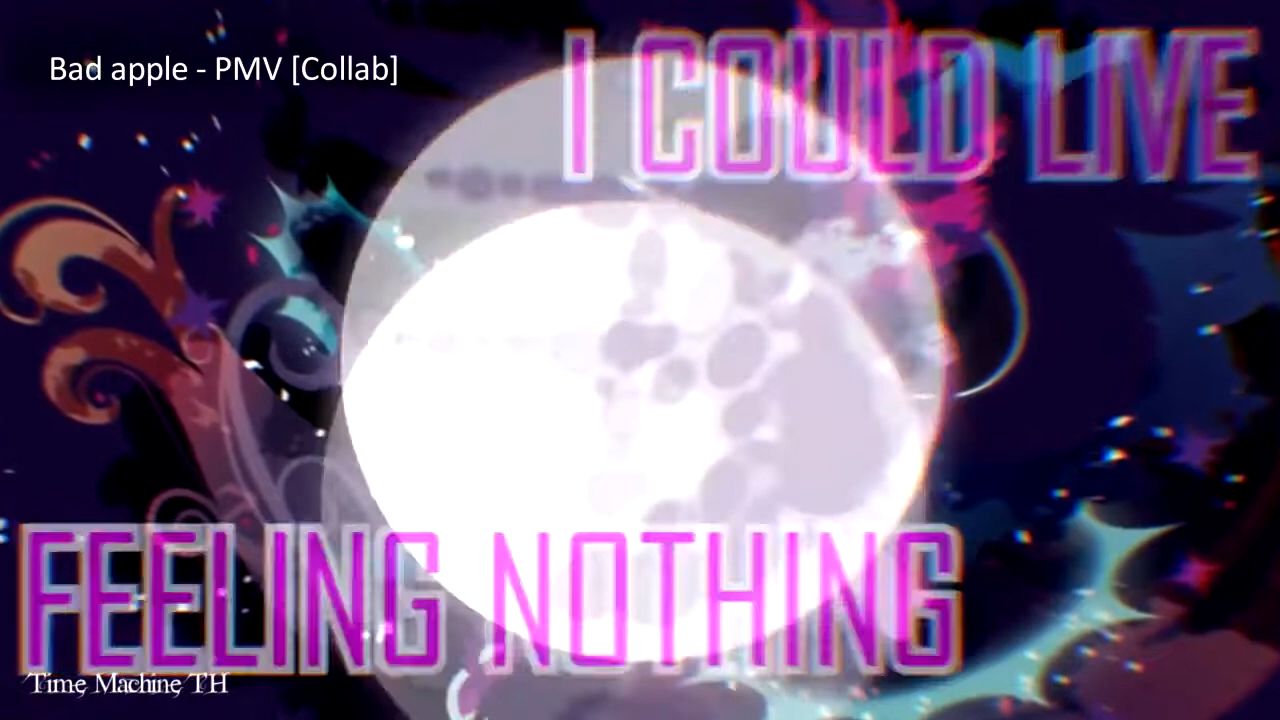 Bad apple - PMV [Collab]
I COULD LIVE
FEELING NOTHING
Time Machine TH